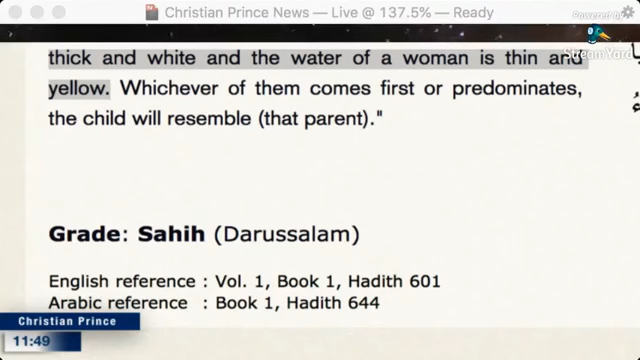 Christian Prince News — Live @ 137.5% — Ready
Powered by
StreamYard
thick and white and the water of a woman is thin and
yellow. Whichever of them comes first or predominates,
the child will resemble (that parent)."
Grade: Sahih (Darussalam)
English reference : Vol. 1, Book 1, Hadith 601
Arabic reference : Book 1, Hadith 644
Christian Prince
11:49